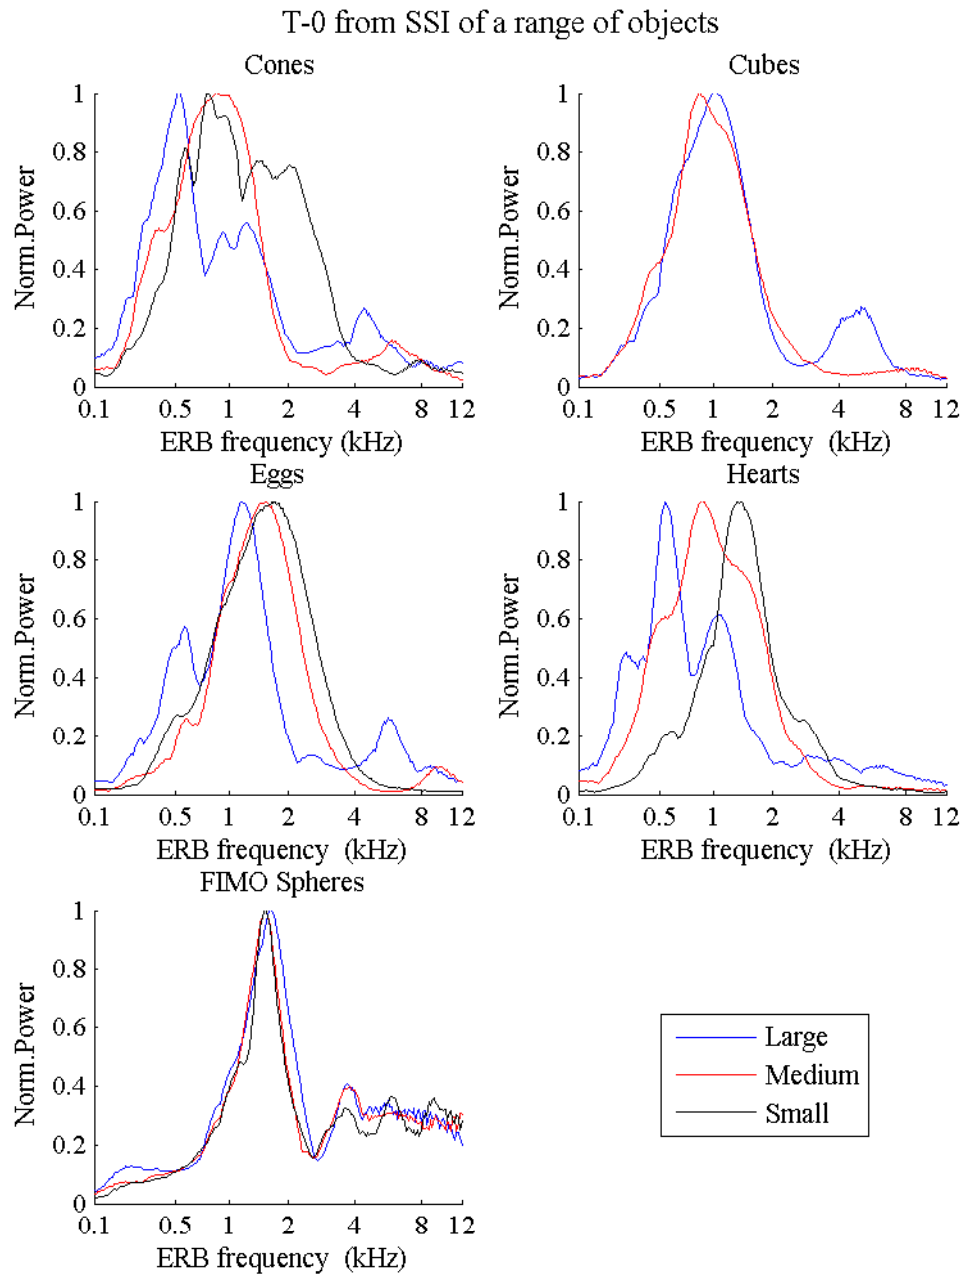 T-0 from SSI of a range of objects
Cones
Cubes
1
0.8
0.6
0.4
0.2
0
Norm.Power
0.1 0.5 1 2 4 8 12
ERB frequency (kHz)
1
0.8
0.6
0.4
0.2
0
Norm.Power
0.1 0.5 1 2 4 8 12
ERB frequency (kHz)
Eggs
Hearts
1
0.8
0.6
0.4
0.2
0
Norm.Power
0.1 0.5 1 2 4 8 12
ERB frequency (kHz)
1
0.8
0.6
0.4
0.2
0
Norm.Power
0.1 0.5 1 2 4 8 12
ERB frequency (kHz)
FIMO Spheres
1
0.8
0.6
0.4
0.2
0
Norm.Power
0.1 0.5 1 2 4 8 12
ERB frequency (kHz)
Large
Medium
Small